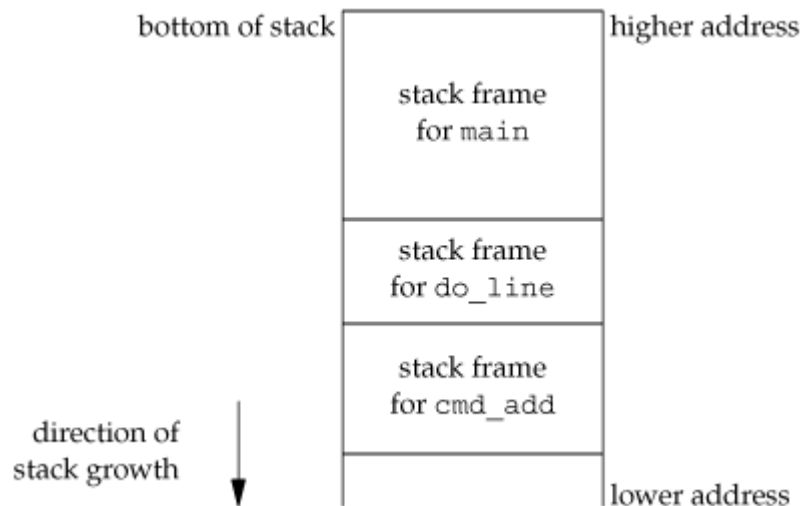 bottom of stack
higher address
stack frame
for main
stack frame
for do_line
stack frame
for cmd_add
direction of
stack growth
lower address